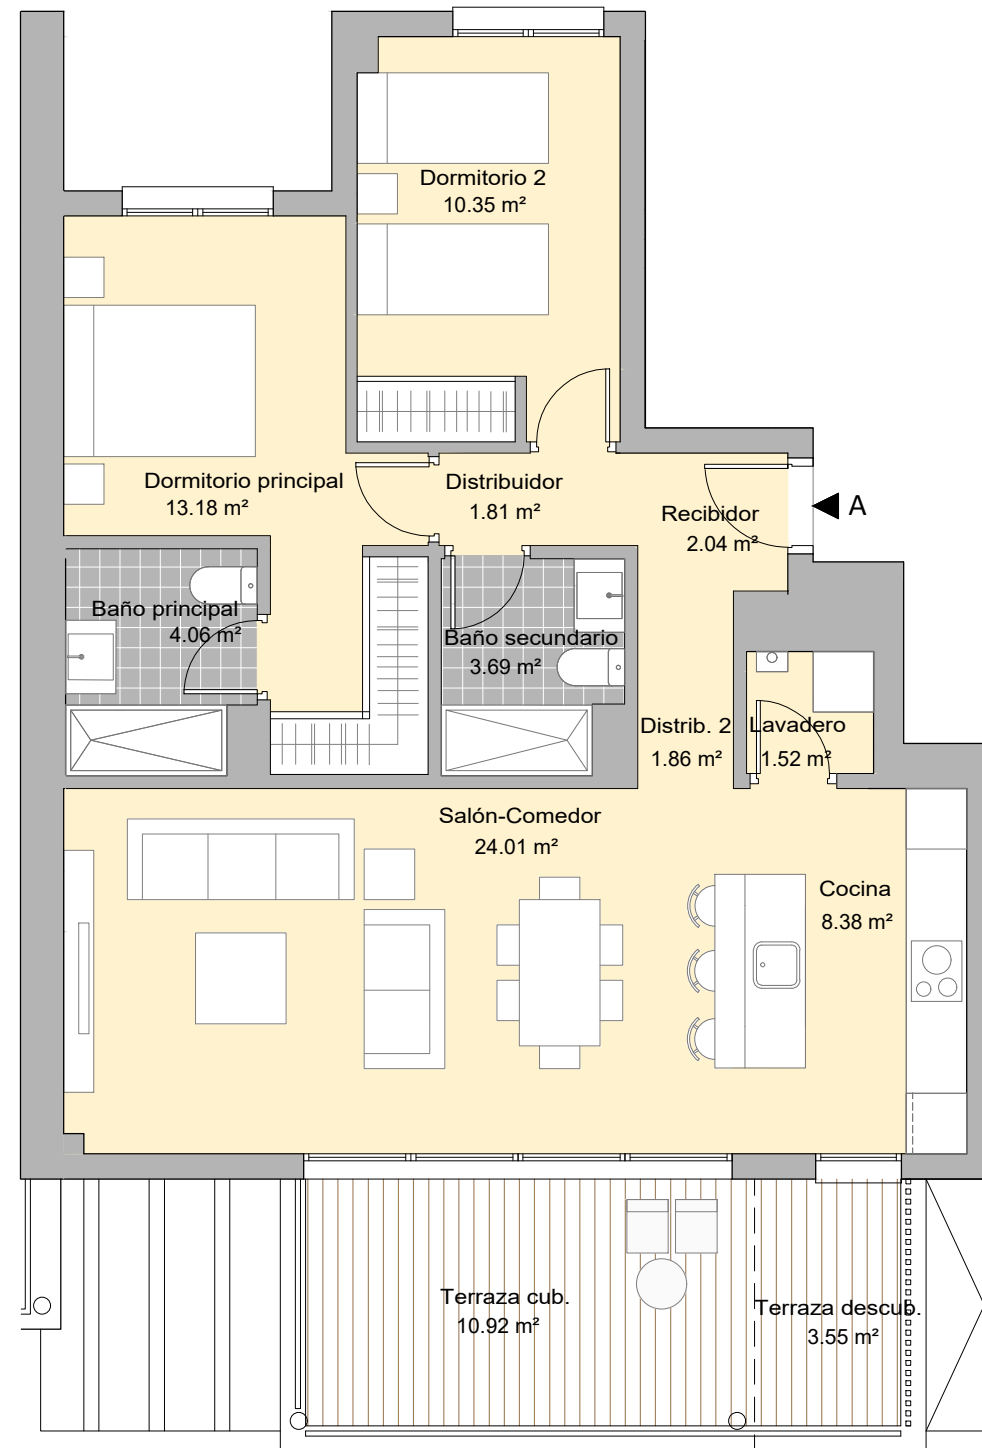 Dormitorio 2
10.35 m²
Dormitorio principal
13.18 m²
Distribuidor
1.81 m²
Recibidor
2.04 m²
A
Baño principal
4.06 m²
Baño secundario
3.69 m²
Distrib. 2
1.86 m²
Lavadero
1.52 m²
Salón-Comedor
24.01 m²
Cocina
8.38 m²
Terraza cub.
10.92 m²
Terraza descub.
3.55 m²